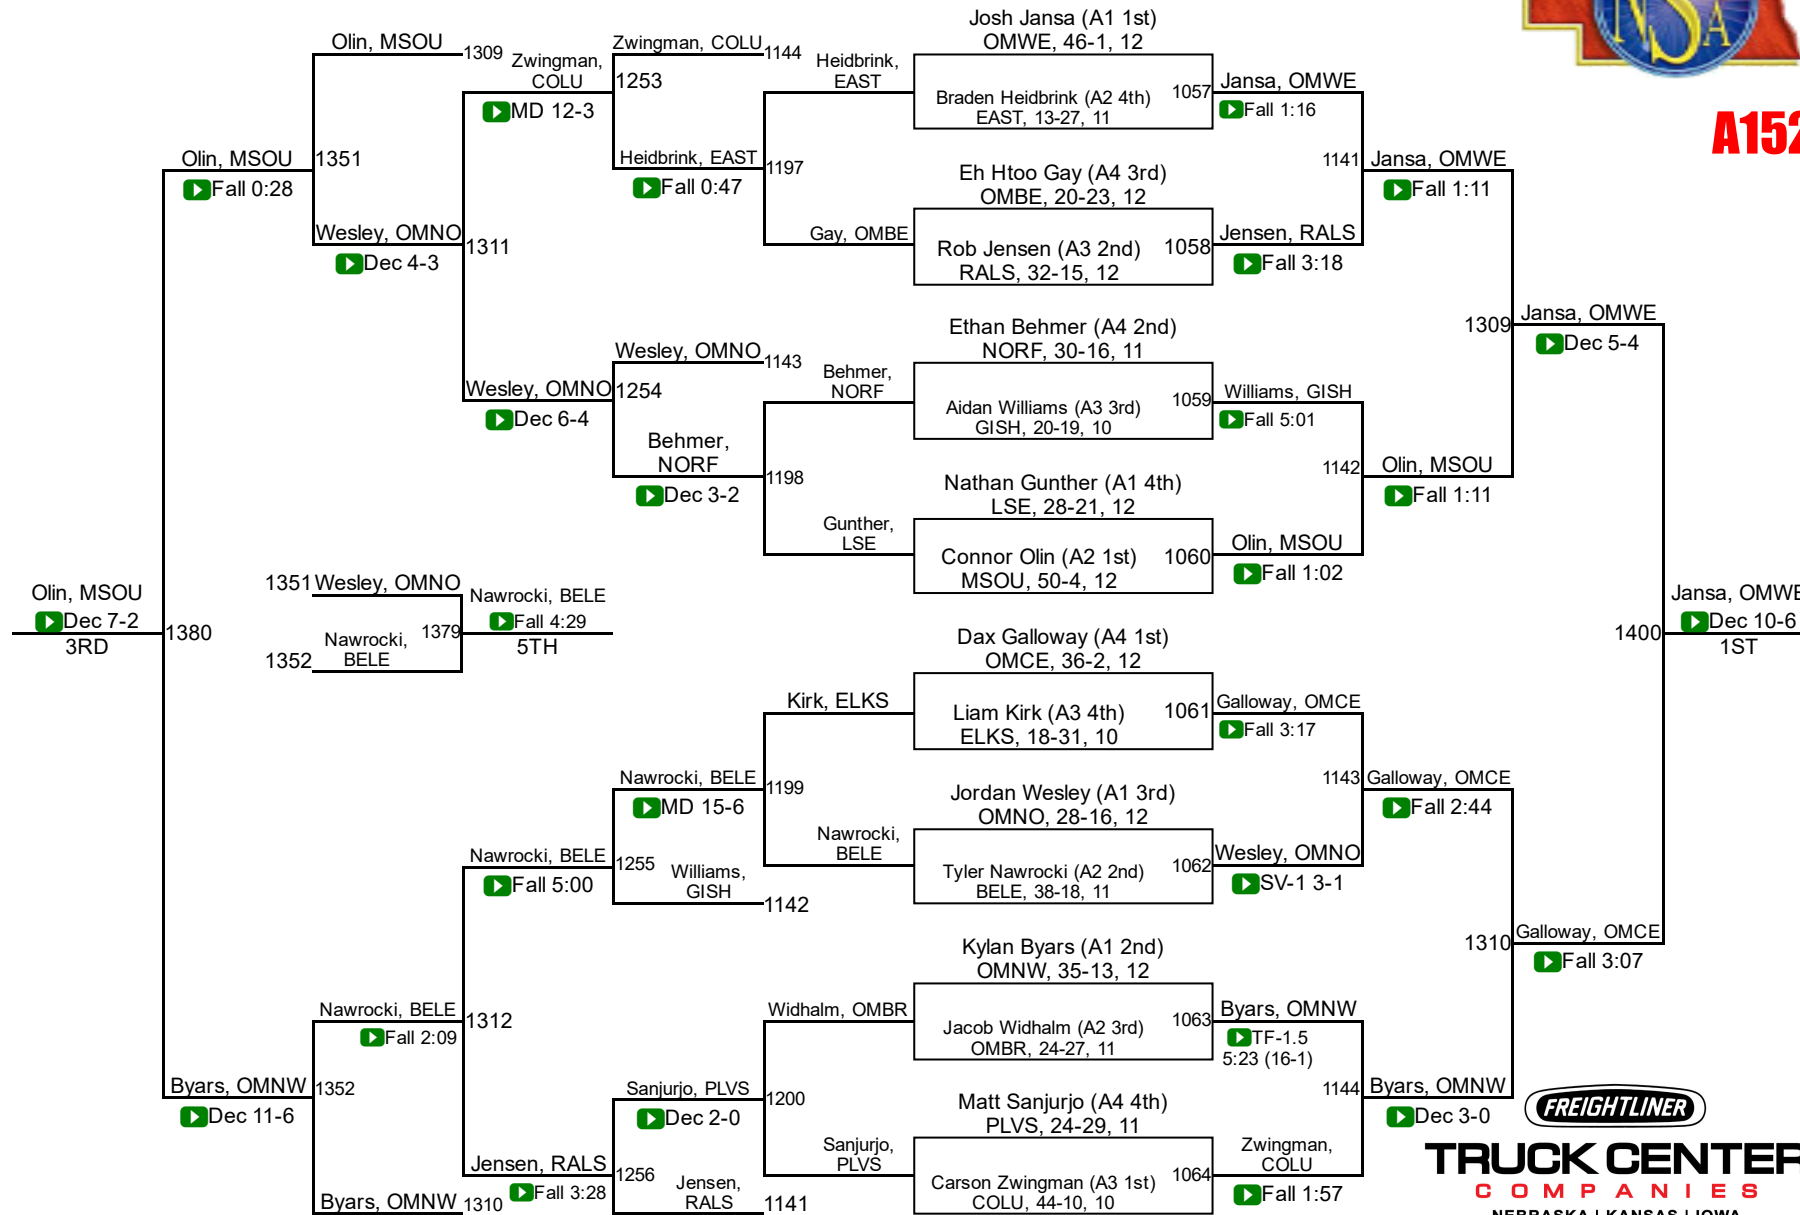 NSA
A152
Josh Jansa (A1 1st)
OMWE, 46-1, 12
Braden Heidbrink (A2 4th)
EAST, 13-27, 11
1057
Jansa, OMWE
Fall 1:16
Eh Htoo Gay (A4 3rd)
OMBE, 20-23, 12
Rob Jensen (A3 2nd)
RALS, 32-15, 12
1058
Jensen, RALS
Fall 3:18
Ethan Behmer (A4 2nd)
NORF, 30-16, 11
Aidan Williams (A3 3rd)
GISH, 20-19, 10
1059
Williams, GISH
Fall 5:01
Nathan Gunther (A1 4th)
LSE, 28-21, 12
Connor Olin (A2 1st)
MSOU, 50-4, 12
1060
Olin, MSOU
Fall 1:02
Dax Galloway (A4 1st)
OMCE, 36-2, 12
Liam Kirk (A3 4th)
ELKS, 18-31, 10
1061
Galloway, OMCE
Fall 3:17
Jordan Wesley (A1 3rd)
OMNO, 28-16, 12
Tyler Nawrocki (A2 2nd)
BELE, 38-18, 11
1062
Wesley, OMNO
SV-1 3-1
Kylan Byars (A1 2nd)
OMNW, 35-13, 12
Jacob Widhalm (A2 3rd)
OMBR, 24-27, 11
1063
Byars, OMNW
TF-1.5
5:23 (16-1)
Matt Sanjurjo (A4 4th)
PLVS, 24-29, 11
Carson Zwingman (A3 1st)
COLU, 44-10, 10
1064
Zwingman,
COLU
Fall 1:57
1141
Jansa, OMWE
Fall 1:11
1142
Olin, MSOU
Fall 1:11
1143
Galloway, OMCE
Fall 2:44
1144
Byars, OMNW
Dec 3-0
1309
Jansa, OMWE
Dec 5-4
1310
Galloway, OMCE
Fall 3:07
1400
Jansa, OMWE
Dec 10-6
1ST
Heidbrink,
EAST
Gay, OMBE
1197
Heidbrink, EAST
Fall 0:47
Zwingman, COLU
1144
1253
Zwingman,
COLU
MD 12-3
Behmer,
NORF
Gunther,
LSE
1198
Behmer,
NORF
Dec 3-2
Wesley, OMNO
1143
1254
Wesley, OMNO
Dec 6-4
1311
Wesley, OMNO
Dec 4-3
Olin, MSOU
1309
1351
Olin, MSOU
Fall 0:28
Kirk, ELKS
Nawrocki,
BELE
1199
Nawrocki, BELE
MD 15-6
Williams,
GISH
1142
1255
Nawrocki, BELE
Fall 5:00
Widhalm, OMBR
Sanjurjo,
PLVS
1200
Sanjurjo, PLVS
Dec 2-0
Jensen,
RALS
1141
1256
Jensen, RALS
Fall 3:28
1312
Nawrocki, BELE
Fall 2:09
Byars, OMNW
1310
1352
Byars, OMNW
Dec 11-6
1380
Olin, MSOU
Dec 7-2
3RD
1351
Wesley, OMNO
1352
Nawrocki,
BELE
1379
Nawrocki, BELE
Fall 4:29
5TH
FREIGHTLINER
TRUCK CENTER
COMPANIES
NEBRASKA | KANSAS | IOWA